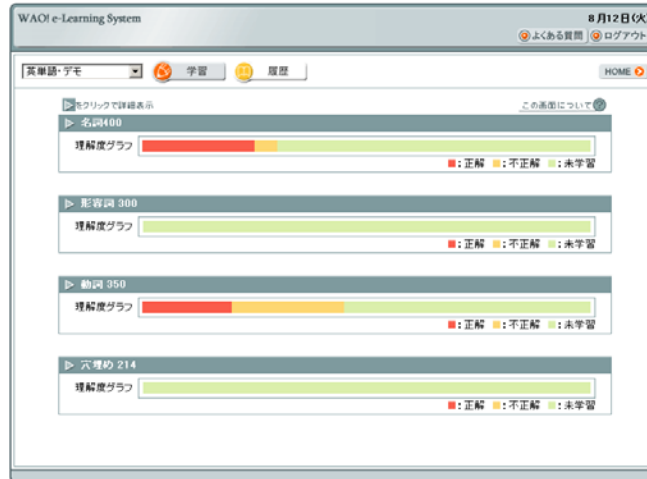 WAO! e-Learning System
8月12日(火)
よくある質問 ログアウト
英単語・デモ 学習 履歴 HOME
をクリックで詳細表示 この画面について?
名詞400
理解度グラフ
■:正解 ■:不正解 ■:未学習
形容詞 300
理解度グラフ
■:正解 ■:不正解 ■:未学習
動詞 350
理解度グラフ
■:正解 ■:不正解 ■:未学習
穴埋め 214
理解度グラフ
■:正解 ■:不正解 ■:未学習